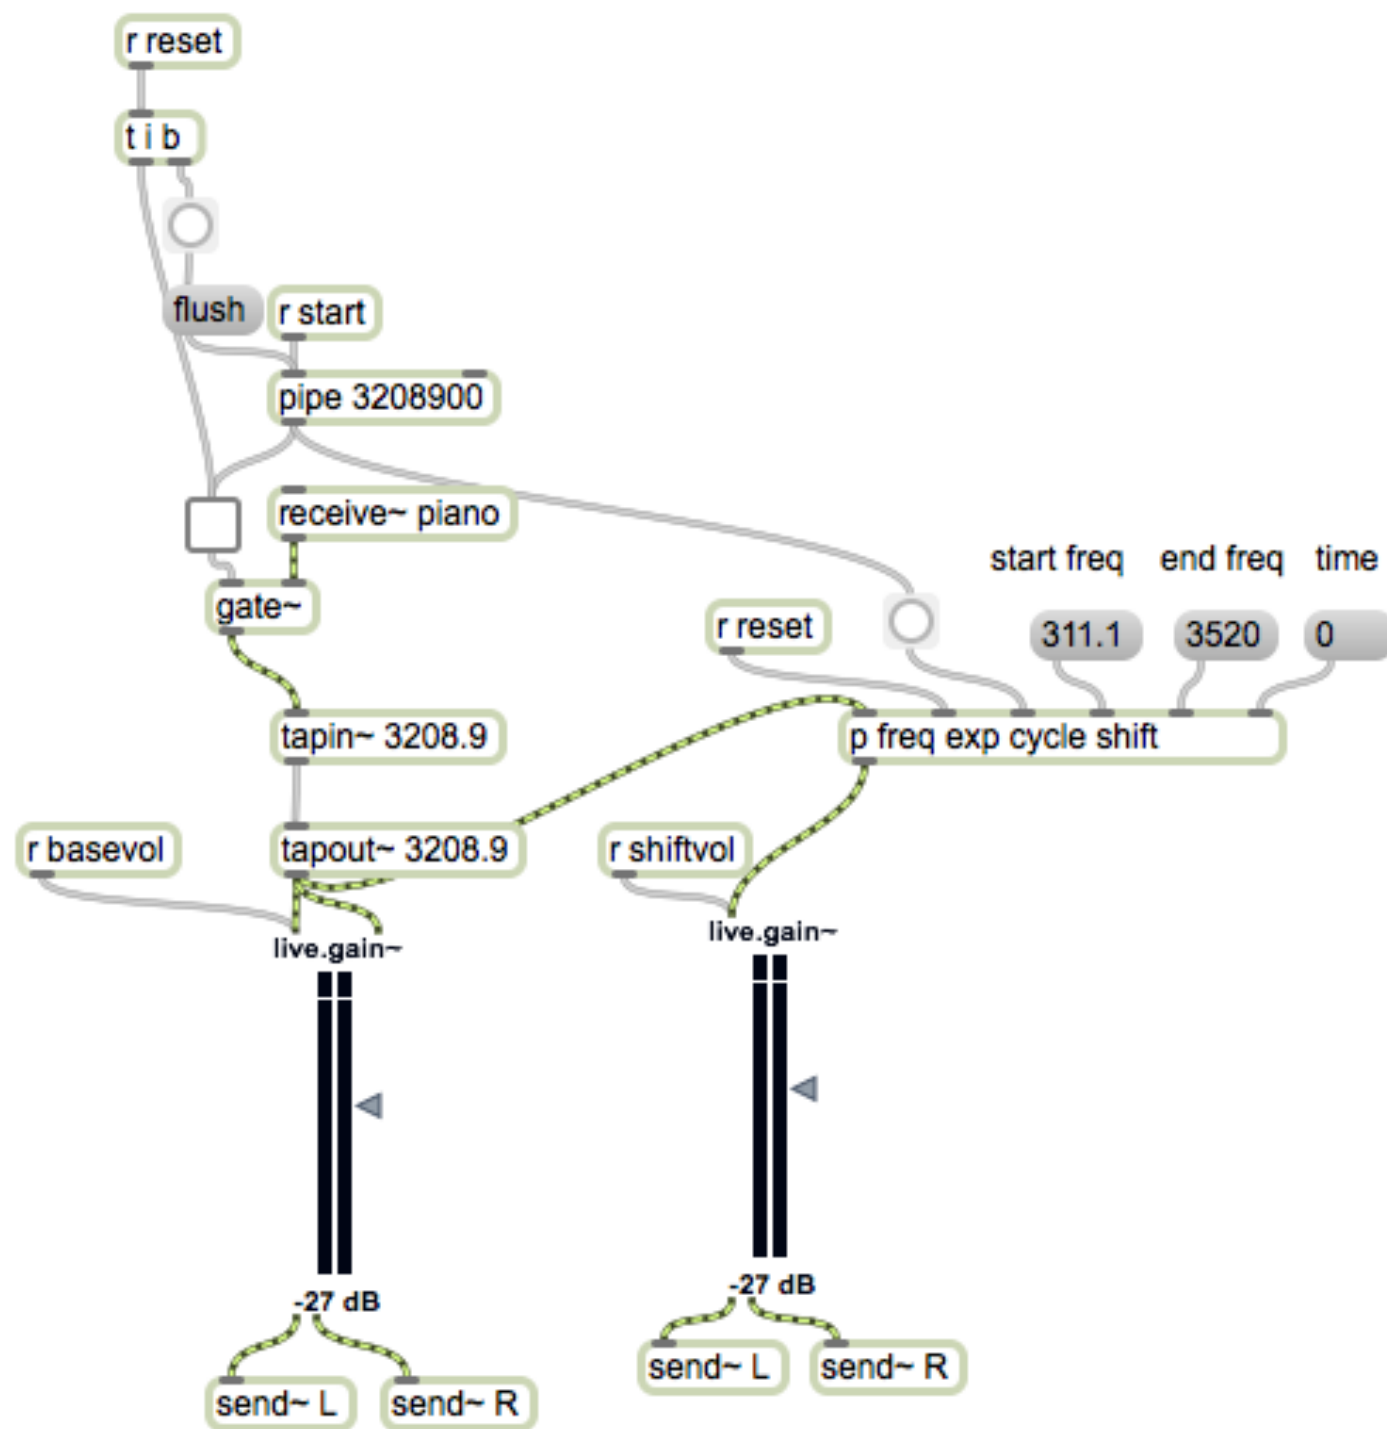 r reset
t i b
flush
r start
pipe 3208900
receive~ piano
start freq
end freq
time
gate~
r reset
311.1
3520
0
tapin~ 3208.9
p freq exp cycle shift
r basevol
tapout~ 3208.9
r shiftvol
live.gain~
live.gain~
-27 dB
-27 dB
send~ L
send~ R
send~ L
send~ R